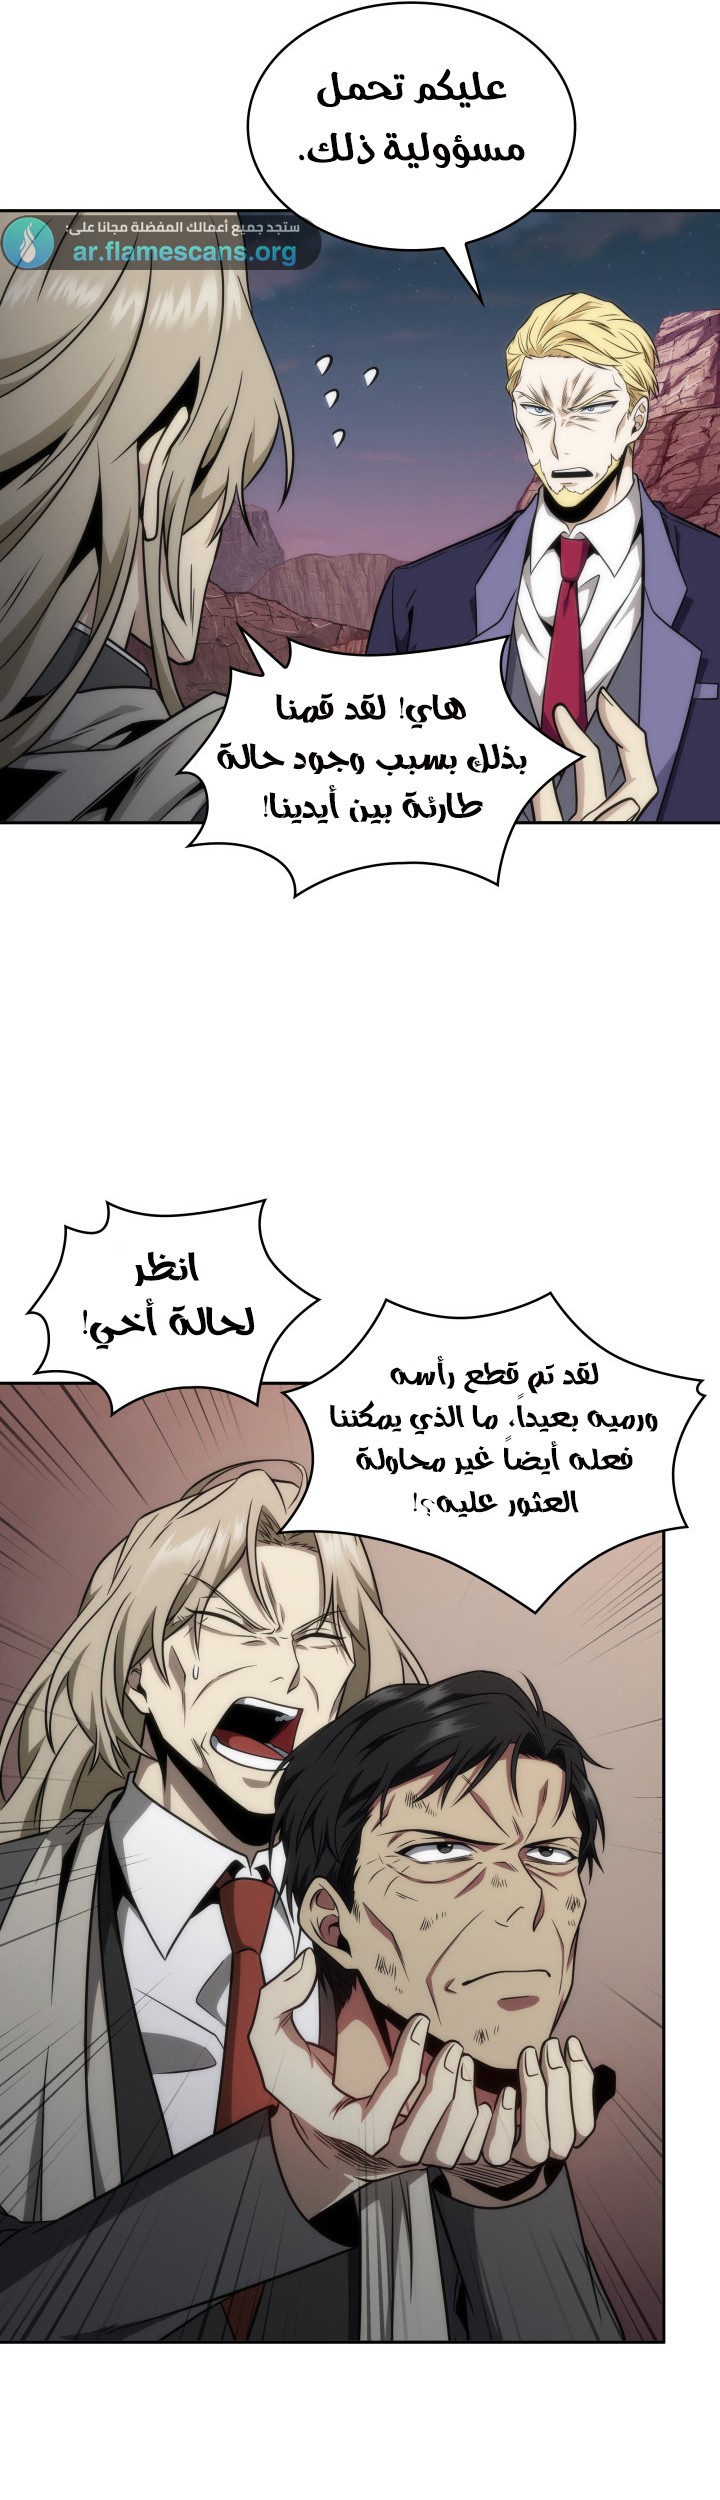 عليكم تحمل
مسؤولية ذلك.
ستجد جميع أعمالك المفضلة مجانا على:
ar.flamescans.org
هاي! لقد قمنا
بذلك بسبب وجود حالة
طارئة بين أيدينا!
انظر
لحالة أخي!
لقد تم قطع رأسه
ورميه بعيداً، ما الذي يمكننا
فعله أيضاً غير محاولة
العثور عليه؟!